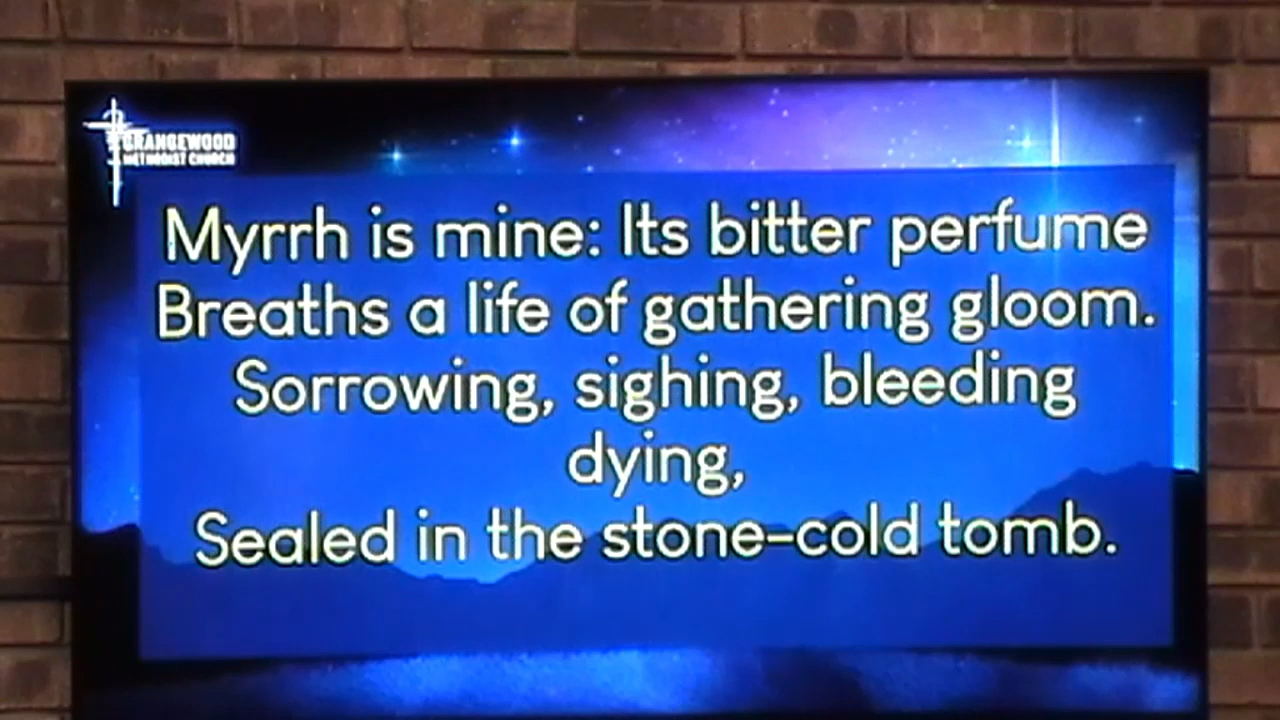 ORANGEWOOD
METHODIST CHURCH
Myrrh is mine: Its bitter perfume
Breaths a life of gathering gloom.
Sorrowing, sighing, bleeding
dying,
Sealed in the stone-cold tomb.